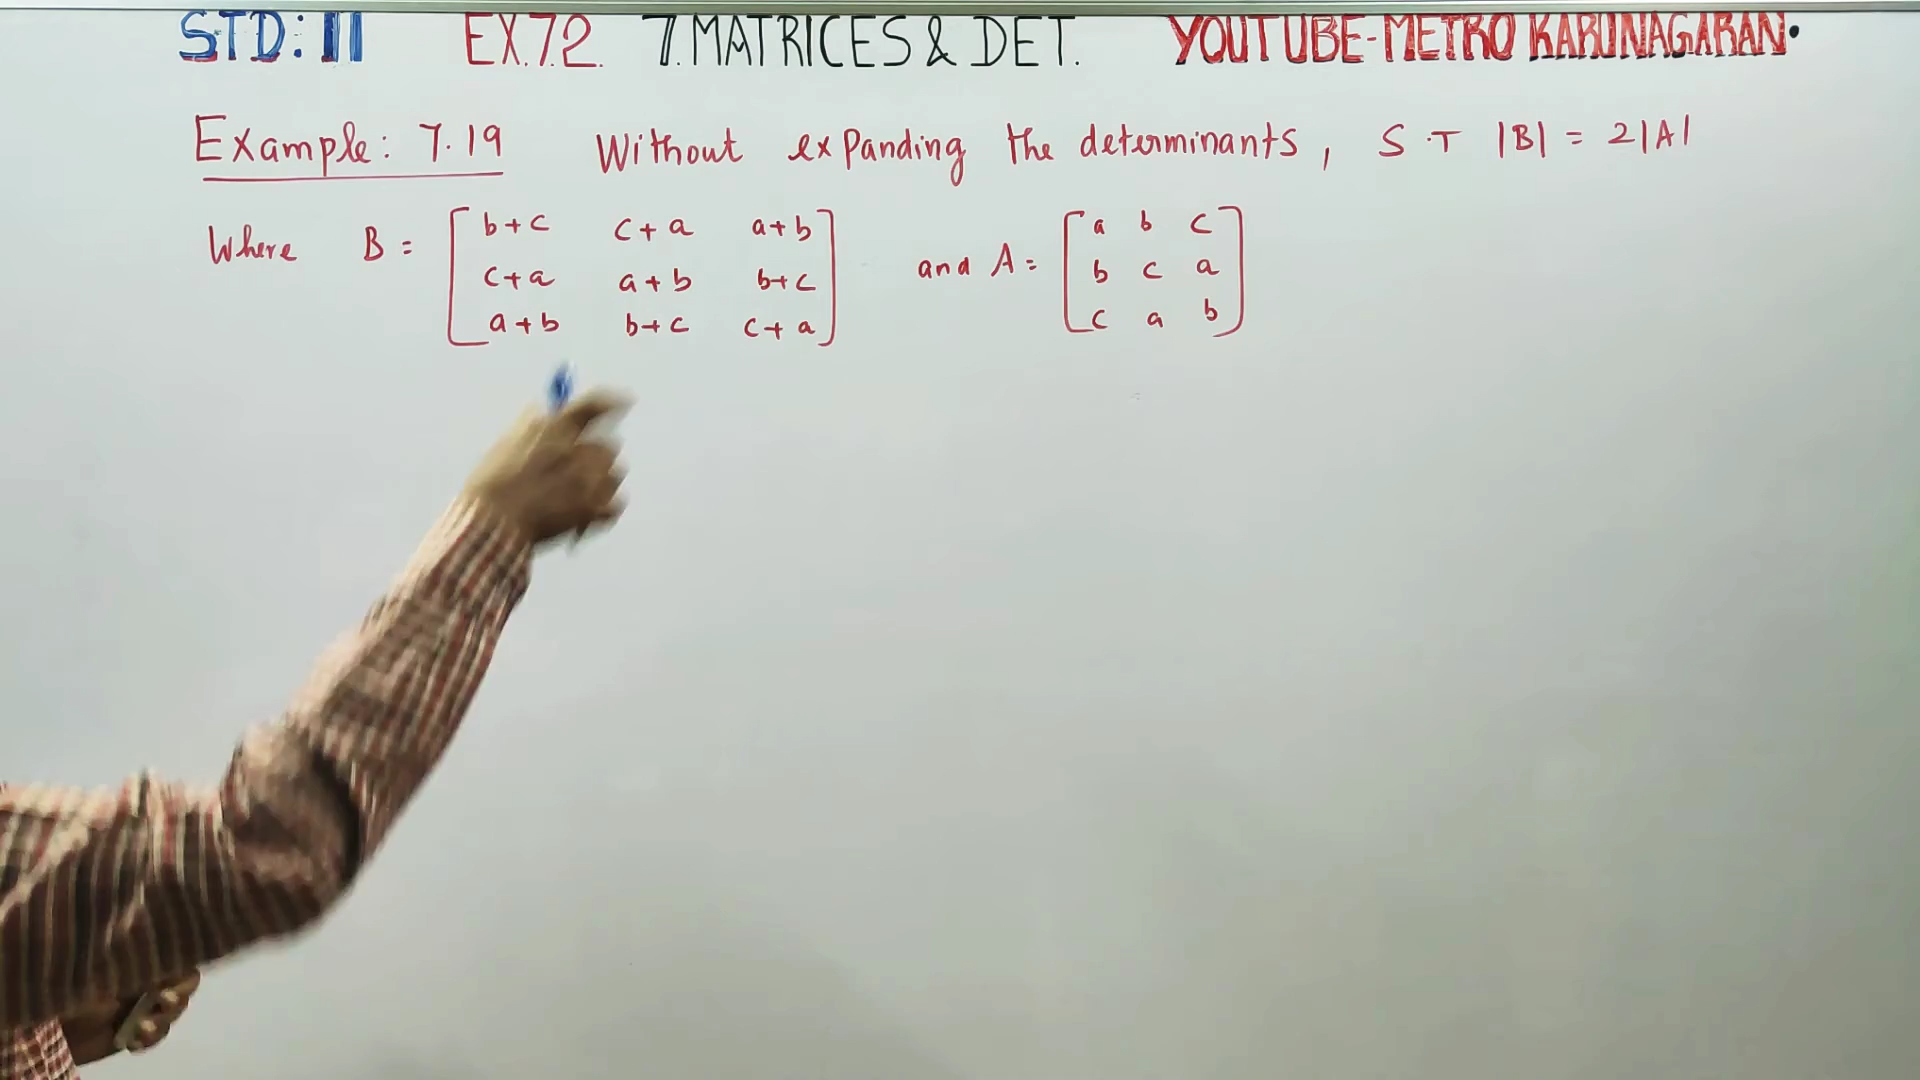 STD: 11 EX.7.2. 7.MATRICES & DET. YOUTUBE-METRO KARUNAGARAN.
Example: 7.19 Without expanding the determinants, S.T |B| = 2|A|
Where B = [ b+c c+a a+b ] and A = [ a b c ]
[ c+a a+b b+c ] [ b c a ]
[ a+b b+c c+a ] [ c a b ]